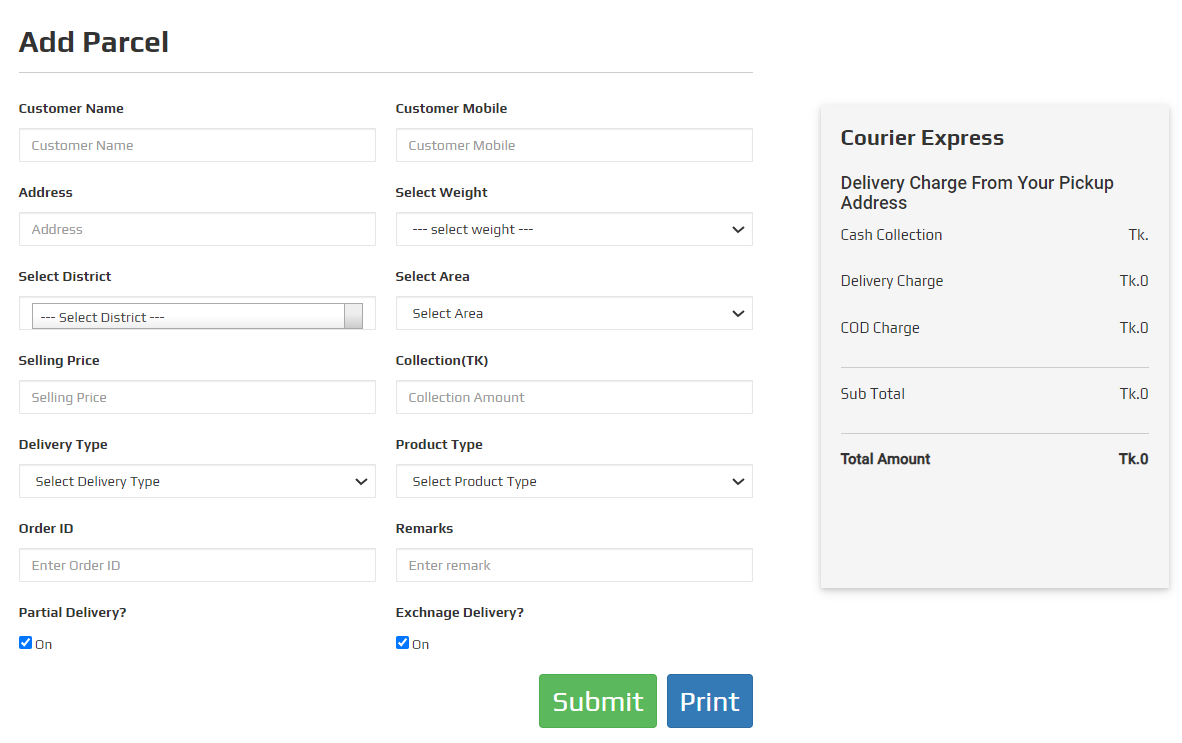 Add Parcel
Customer Name
Customer Mobile
Customer Name
Customer Mobile
Address
Select Weight
Address
--- select weight ---
Select District
Select Area
--- Select District ---
Select Area
Selling Price
Collection(TK)
Selling Price
Collection Amount
Delivery Type
Product Type
Select Delivery Type
Select Product Type
Order ID
Remarks
Enter Order ID
Enter remark
Partial Delivery?
Exchnage Delivery?
On
On
Submit
Print
Courier Express
Delivery Charge From Your Pickup
Address
Cash Collection Tk.
Delivery Charge Tk.0
COD Charge Tk.0
Sub Total Tk.0
Total Amount Tk.0